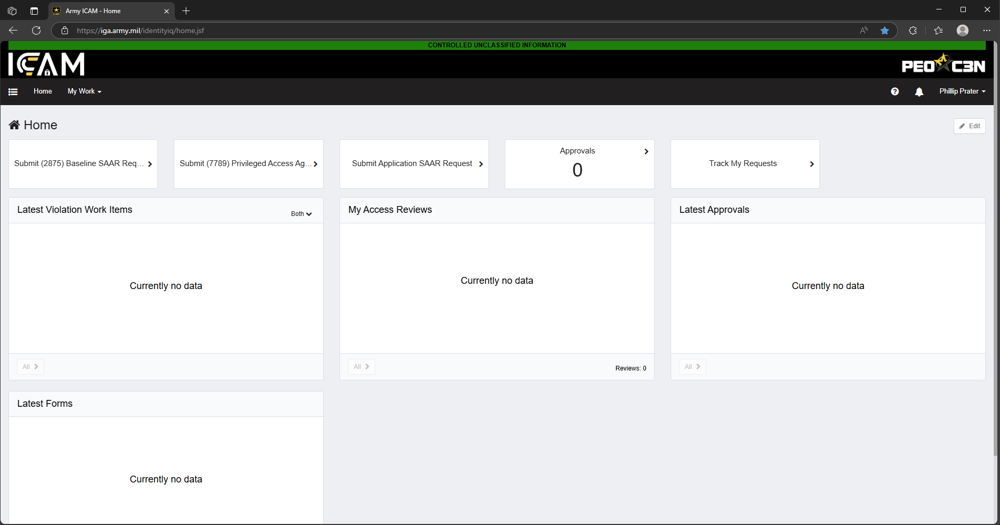 Army ICAM - Home
https://iga.army.mil/identityiq/home.jsf
CONTROLLED UNCLASSIFIED INFORMATION
ICAM
PEO C3N
Home
My Work
Phillip Prater
Home
Edit
Submit (2875) Baseline SAAR Req...
Submit (7789) Privileged Access Ag...
Submit Application SAAR Request
Approvals
0
Track My Requests
Latest Violation Work Items
Both
My Access Reviews
Latest Approvals
Currently no data
Currently no data
Currently no data
All
All
Reviews: 0
All
Latest Forms
Currently no data